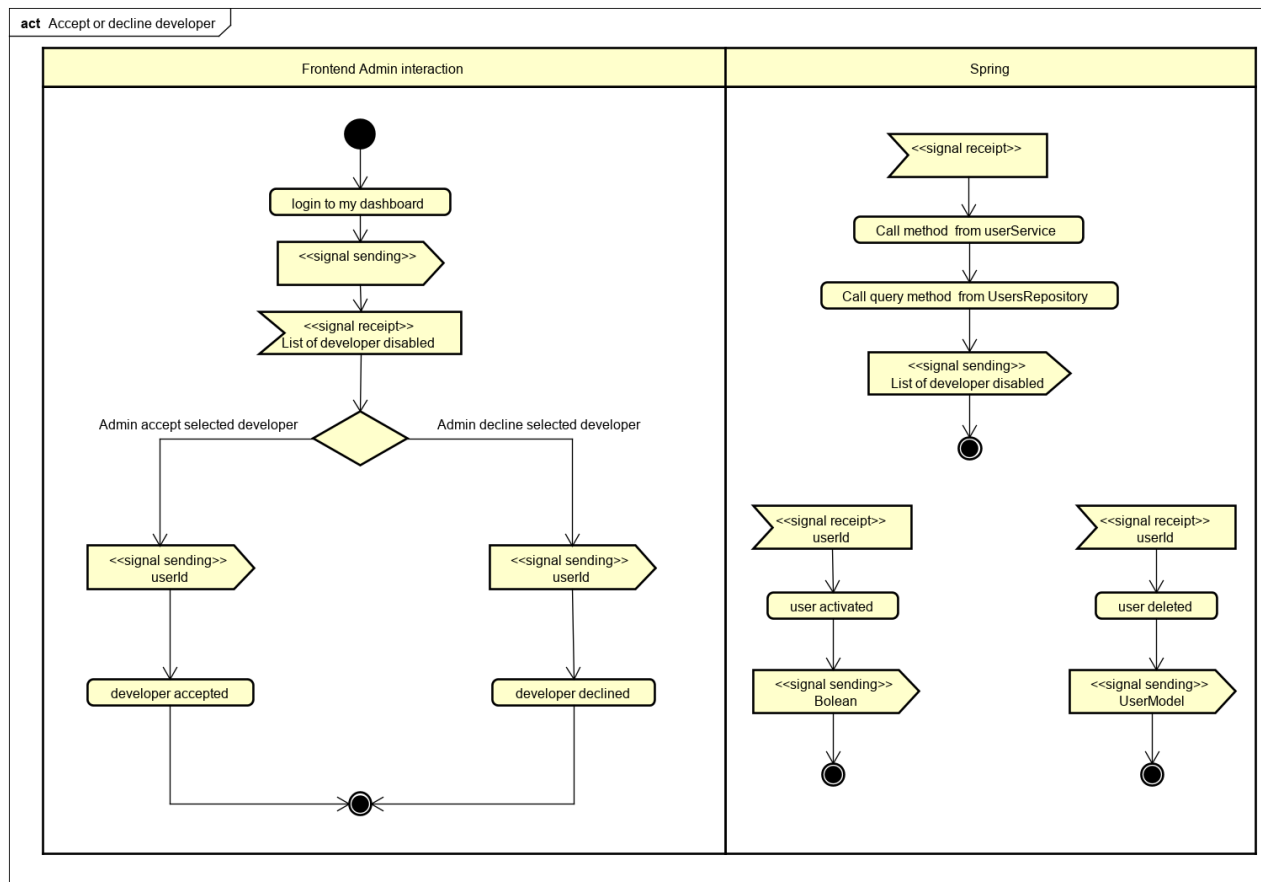 act Accept or decline developer
Frontend Admin interaction
Spring
login to my dashboard
<<signal sending>>
<<signal receipt>>
List of developer disabled
Admin accept selected developer
Admin decline selected developer
<<signal sending>>
userId
<<signal sending>>
userId
developer accepted
developer declined
<<signal receipt>>
Call method  from userService
Call query method  from UsersRepository
<<signal sending>>
List of developer disabled
<<signal receipt>>
userId
user activated
<<signal sending>>
Bolean
<<signal receipt>>
userId
user deleted
<<signal sending>>
UserModel